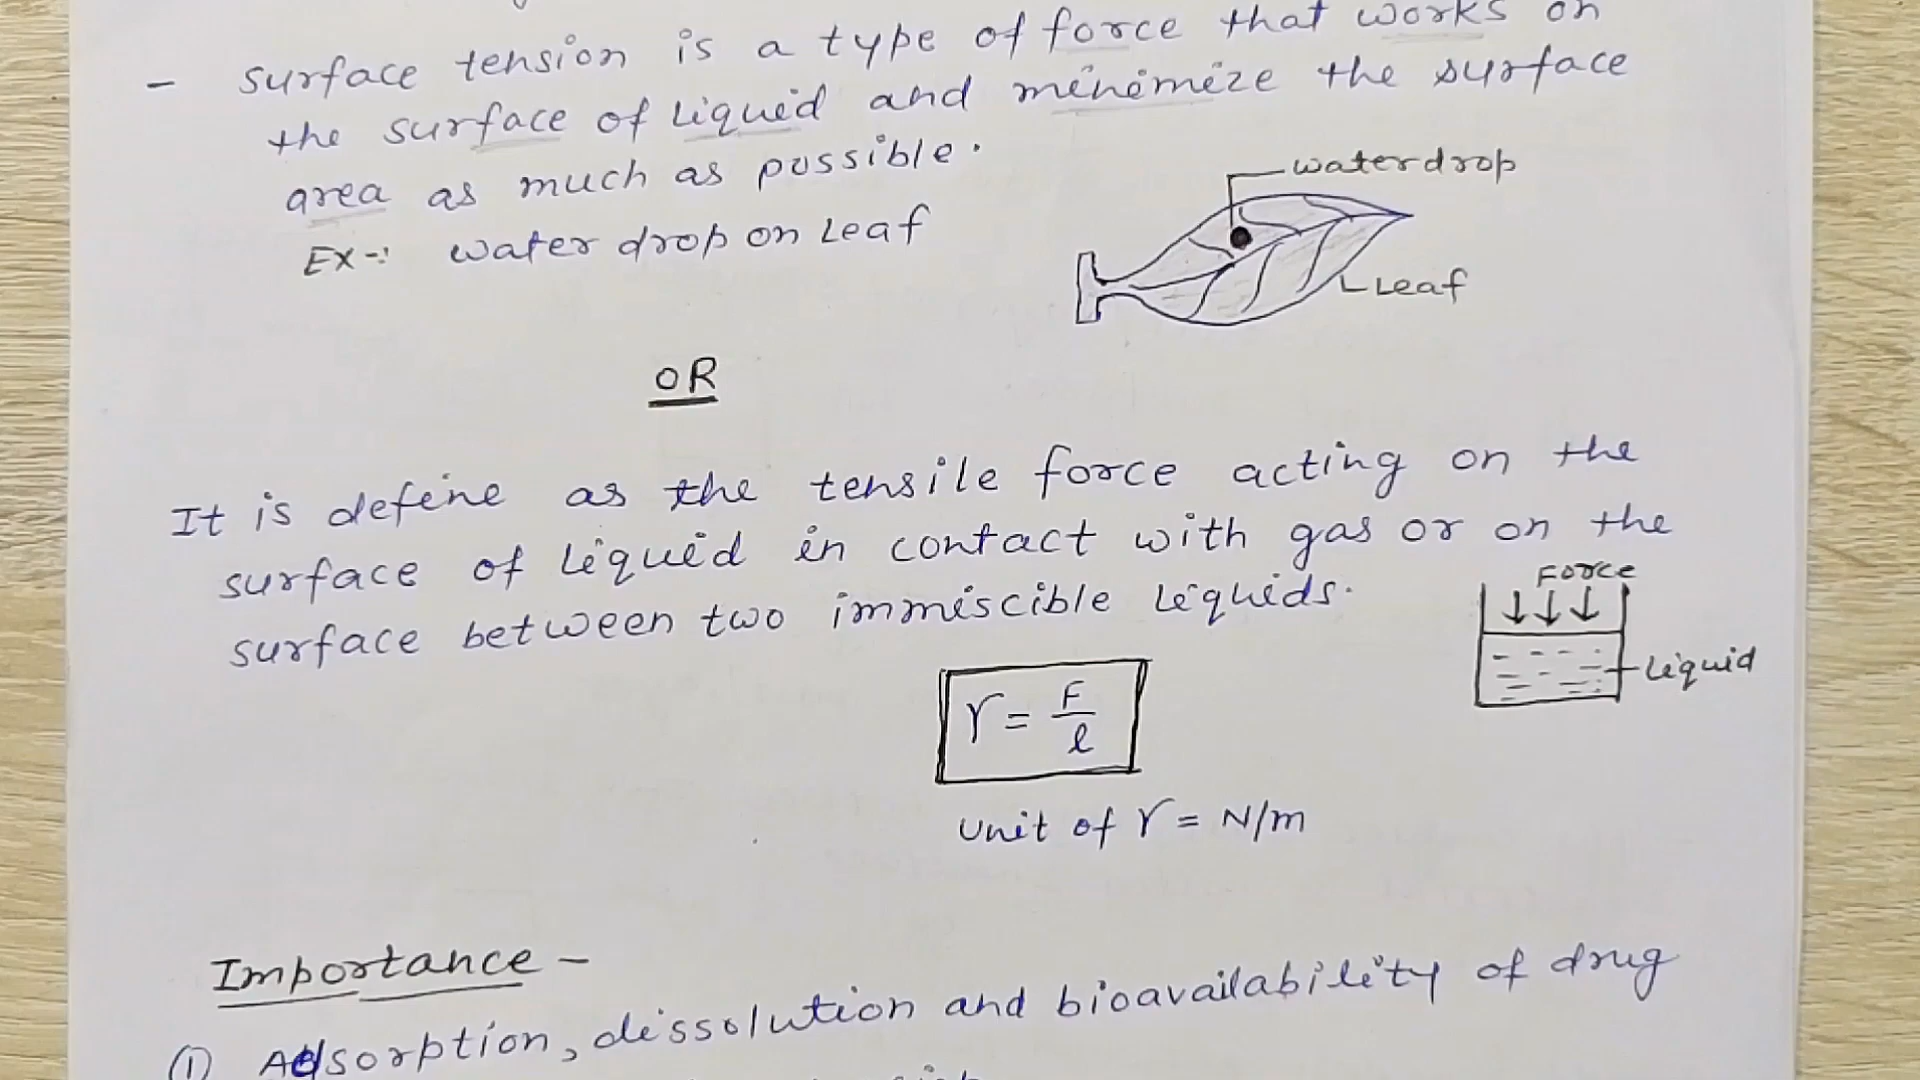 - surface tension is a type of force that works on
the surface of liquid and minimize the surface
area as much as possible.
Ex-: water drop on Leaf
waterdrop
Leaf
OR
It is define as the tensile force acting on the
surface of liquid in contact with gas or on the
surface between two immiscible liquids.
Force
Liquid
γ = F/l
unit of γ = N/m
Importance -
① Adsorption, dissolution and bioavailability of drug